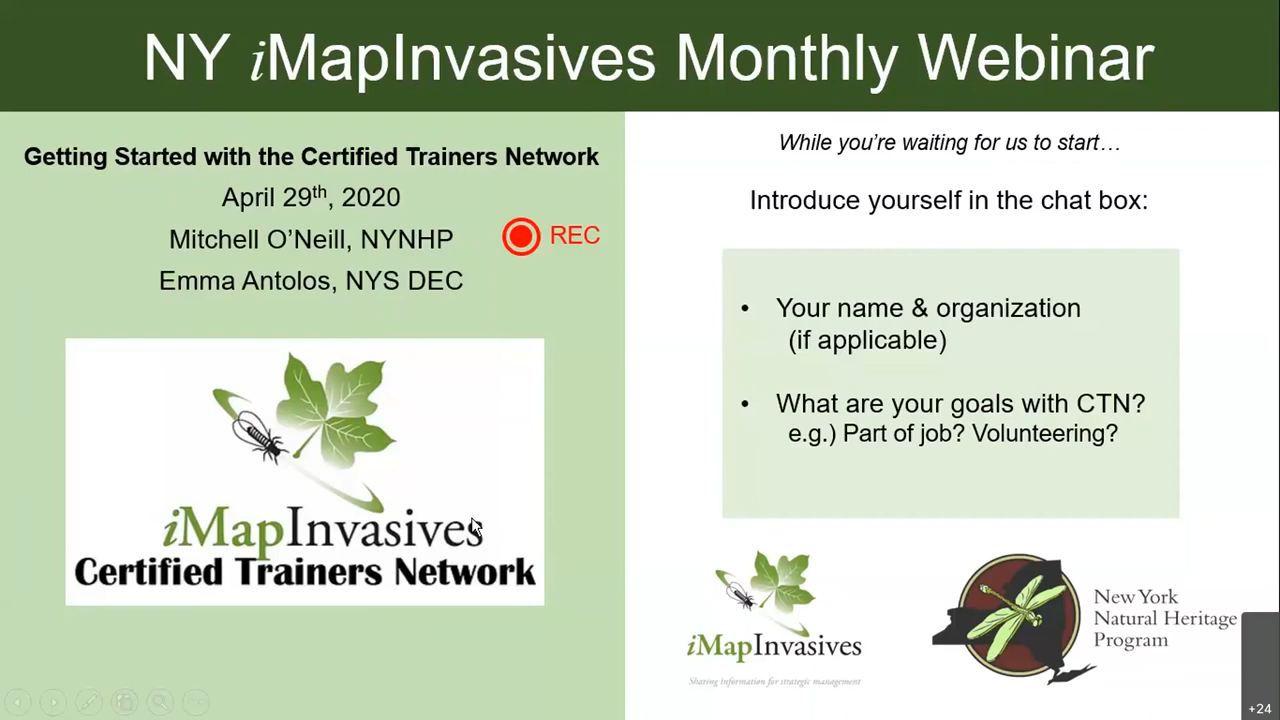 NY iMapInvasives Monthly Webinar
Getting Started with the Certified Trainers Network
April 29th, 2020
Mitchell O’Neill, NYNHP
REC
Emma Antolos, NYS DEC
iMapInvasives
Certified Trainers Network
While you’re waiting for us to start…
Introduce yourself in the chat box:
• Your name & organization
(if applicable)
• What are your goals with CTN?
e.g.) Part of job? Volunteering?
iMapInvasives
Sharing information for strategic management
New York
Natural Heritage
Program
+24